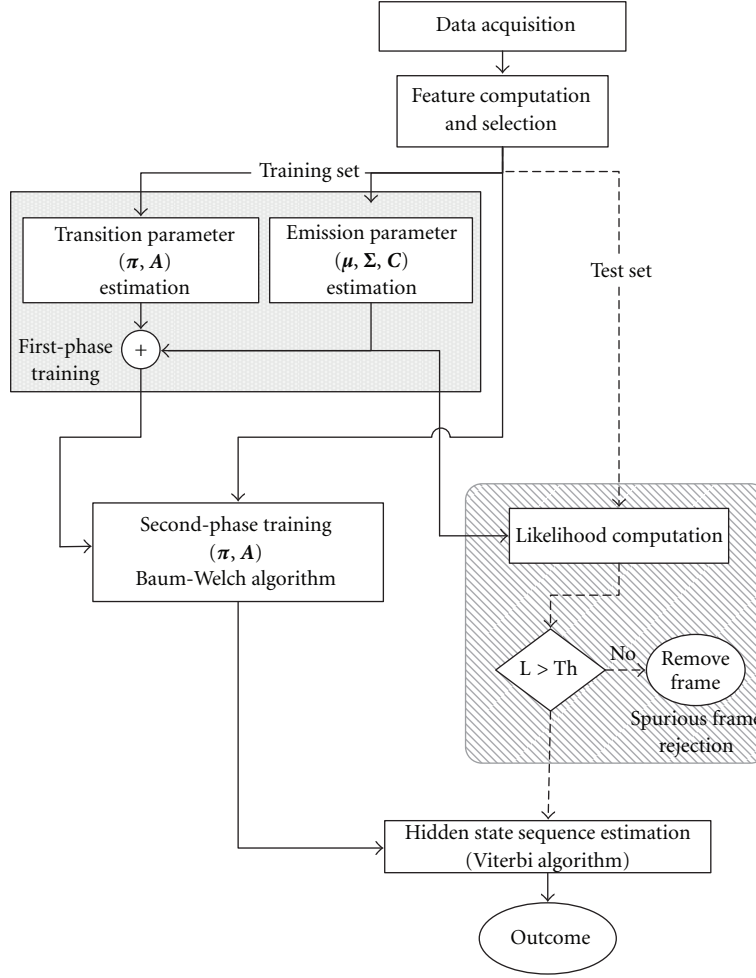 Data acquisition
Feature computation
and selection
Training set
Transition parameter
(π, A)
estimation
Emission parameter
(μ, Σ, C)
estimation
Test set
First-phase
training
+
Second-phase training
(π, A)
Baum-Welch algorithm
Likelihood computation
L > Th
No
Remove
frame
Spurious frame
rejection
Hidden state sequence estimation
(Viterbi algorithm)
Outcome